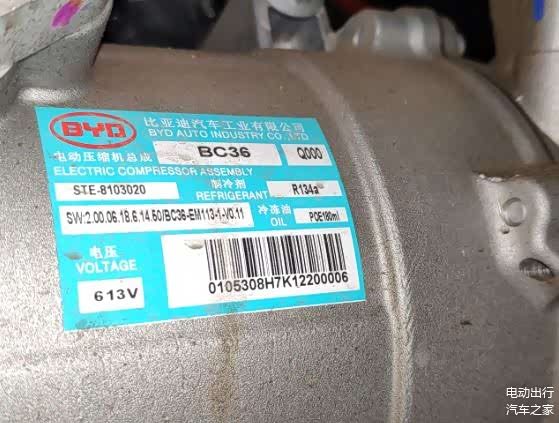 BYD
比亚迪汽车工业有限公司
BYD AUTO INDUSTRY CO., LTD
电动压缩机总成 BC36 Q000
ELECTRIC COMPRESSOR ASSEMBLY
STE-8103020 制冷剂 REFRIGERANT R134a
SW:2.00.06.18.6.14.50/BC36-EM113-1-V0.11 冷冻油 OIL POE180ml
电压
VOLTAGE
613V
0105308H7K12200006
电动出行
汽车之家